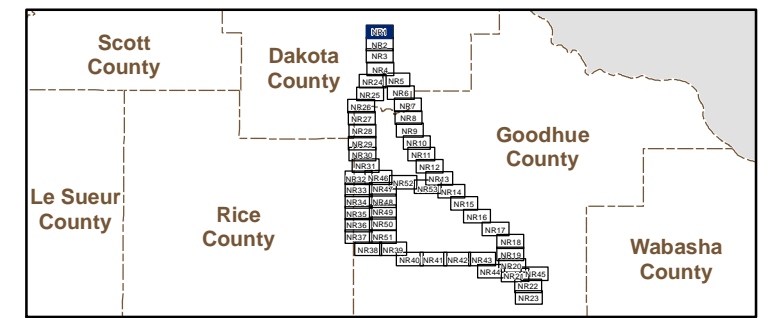 NR1
NR2
NR3
NR4
NR24 NR5
NR25 NR6
NR26 NR7
NR27 NR8
NR28 NR9
NR29 NR10
NR30 NR11
NR31 NR12
NR32 NR46 NR52 NR13
NR33 NR47 NR53 NR14
NR34 NR48 NR15
NR35 NR49 NR16
NR36 NR50 NR17
NR37 NR51 NR18
NR38 NR39 NR19
NR40 NR41 NR42 NR43 NR20
NR44 NR21 NR45
NR22
NR23
Scott
County
Dakota
County
Goodhue
County
Le Sueur
County
Rice
County
Wabasha
County